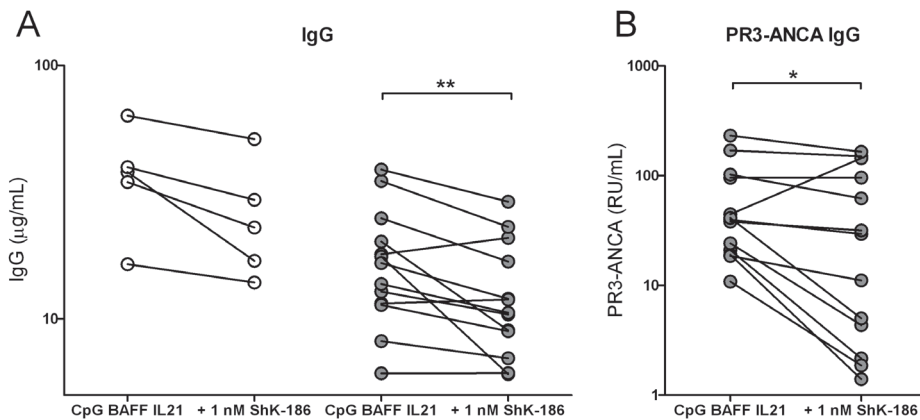 A
IgG
IgG (µg/mL)
100
10
**
CpG BAFF IL21
+ 1 nM ShK-186
CpG BAFF IL21
+ 1 nM ShK-186
B
PR3-ANCA IgG
PR3-ANCA (RU/mL)
1000
100
10
1
*
CpG BAFF IL21
+ 1 nM ShK-186